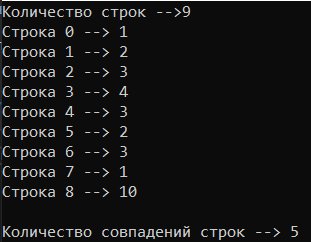 Количество строк -->9
Строка 0 --> 1
Строка 1 --> 2
Строка 2 --> 3
Строка 3 --> 4
Строка 4 --> 3
Строка 5 --> 2
Строка 6 --> 3
Строка 7 --> 1
Строка 8 --> 10
Количество совпадений строк --> 5